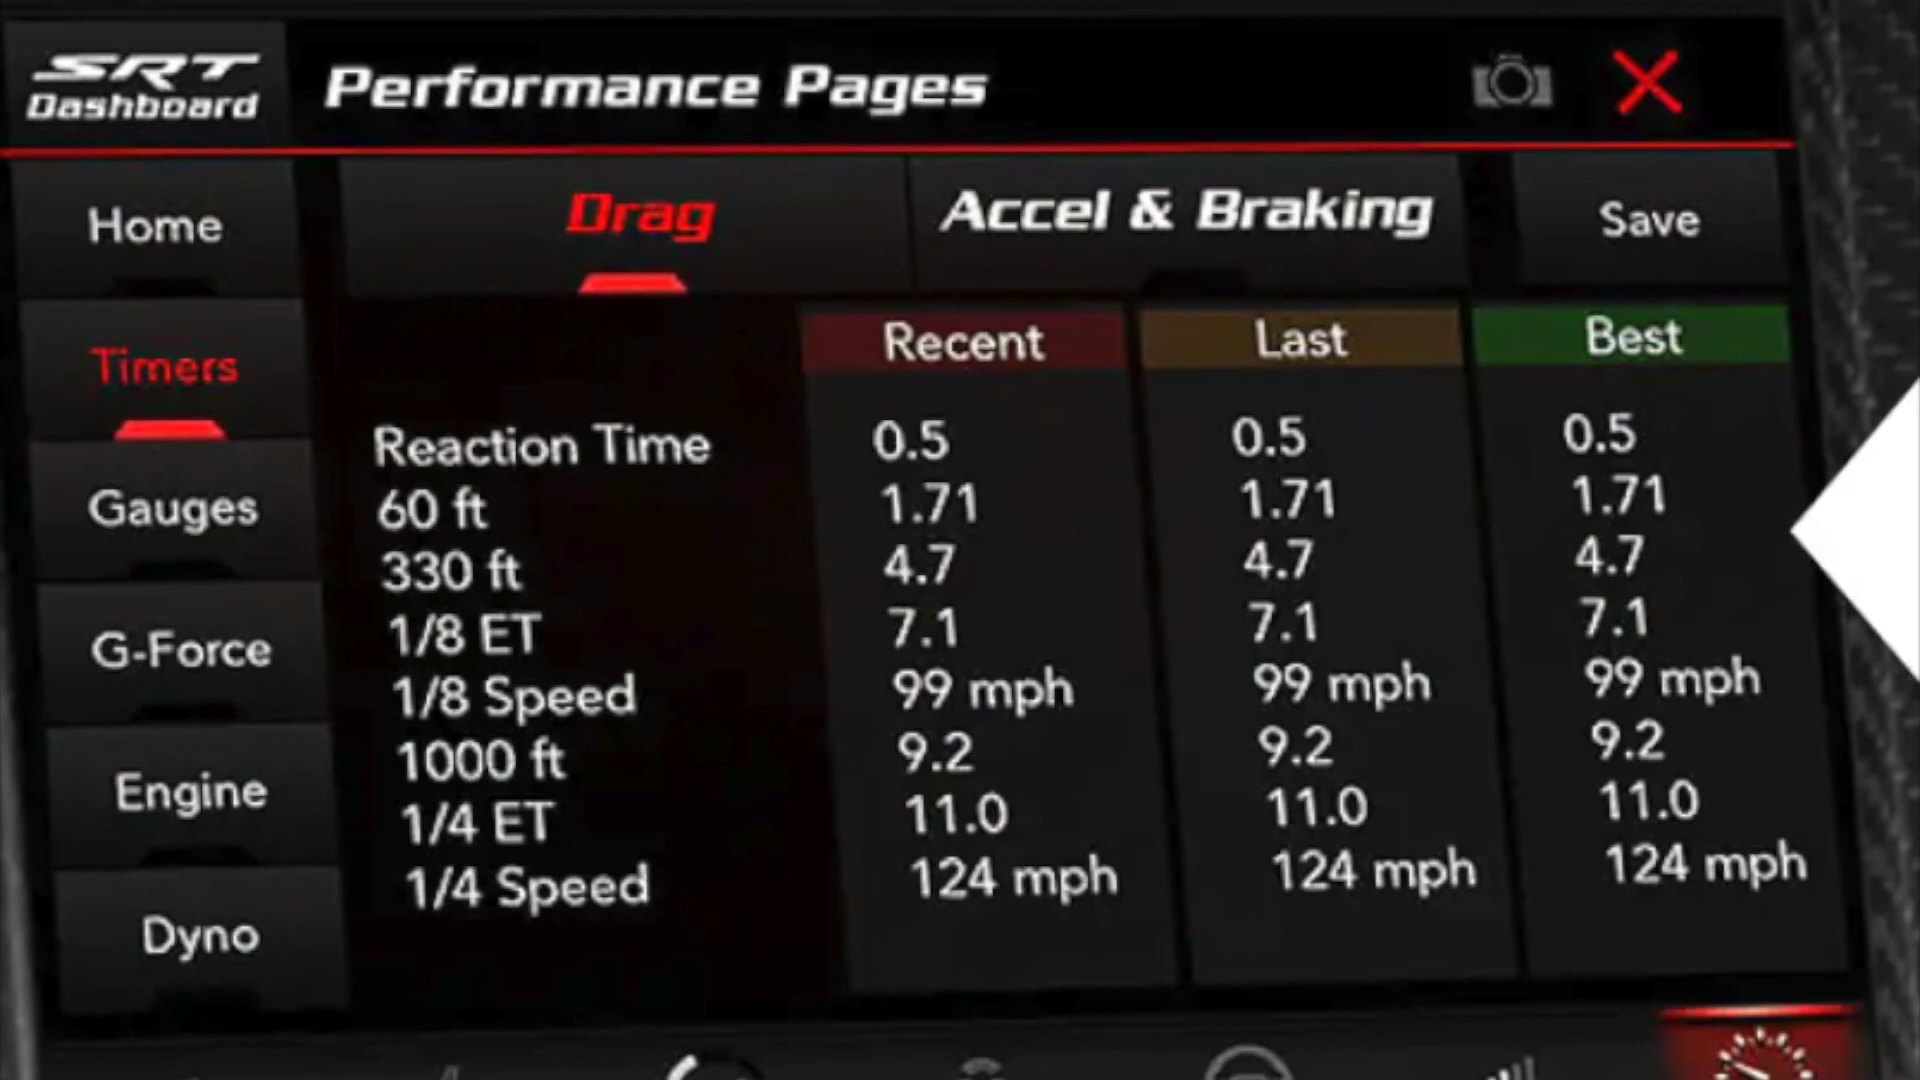 SRT Performance Pages
Dashboard
Home Drag Accel & Braking Save
Timers Recent Last Best
Reaction Time 0.5 0.5 0.5
60 ft 1.71 1.71 1.71
Gauges
330 ft 4.7 4.7 4.7
1/8 ET 7.1 7.1 7.1
G-Force
1/8 Speed 99 mph 99 mph 99 mph
1000 ft 9.2 9.2 9.2
Engine
1/4 ET 11.0 11.0 11.0
1/4 Speed 124 mph 124 mph 124 mph
Dyno